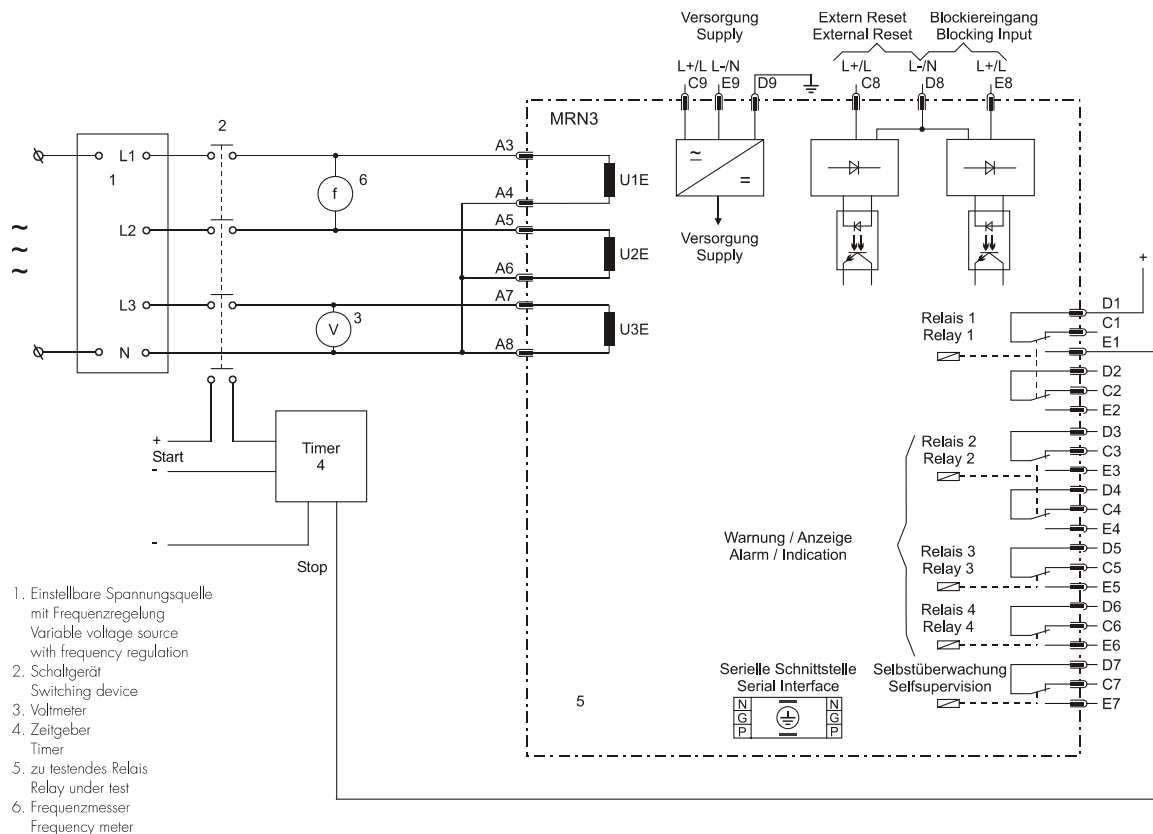 Versorgung
Supply
Extern Reset
External Reset
Blockiereingang
Blocking Input
L+/L
L-/N
L+/L
L-/N
L+/L
C9
E9
D9
C8
D8
E8
MRN3
2
L1
1
6
f
A3
A4
U1E
≃
=
~
~
~
L2
A5
U2E
A6
Versorgung
Supply
L3
3
V
A7
U3E
N
A8
+
D1
Relais 1
Relay 1
C1
E1
D2
C2
E2
+
Start
-
Timer
4
D3
Relais 2
Relay 2
C3
E3
D4
C4
E4
-
Stop
Warnung / Anzeige
Alarm / Indication
D5
Relais 3
Relay 3
C5
E5
D6
Relais 4
Relay 4
C6
E6
Serielle Schnittstelle
Serial Interface
Selbstüberwachung
Selfsupervision
D7
C7
E7
N
G
P
N
G
P
5
1. Einstellbare Spannungsquelle
mit Frequenzregelung
Variable voltage source
with frequency regulation
2. Schaltgerät
Switching device
3. Voltmeter
4. Zeitgeber
Timer
5. zu testendes Relais
Relay under test
6. Frequenzmesser
Frequency meter